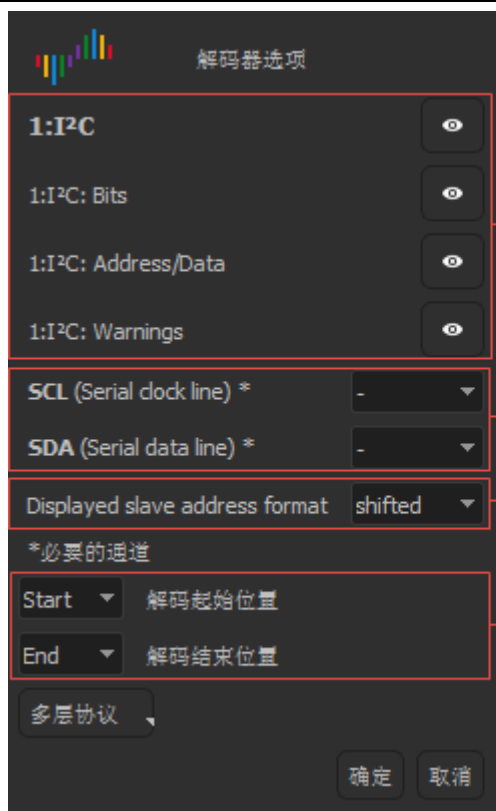 解码器选项
1:I²C
1:I²C: Bits
1:I²C: Address/Data
1:I²C: Warnings
SCL (Serial clock line) * -
SDA (Serial data line) * -
Displayed slave address format shifted
*必要的通道
Start 解码起始位置
End 解码结束位置
多层协议
确定 取消